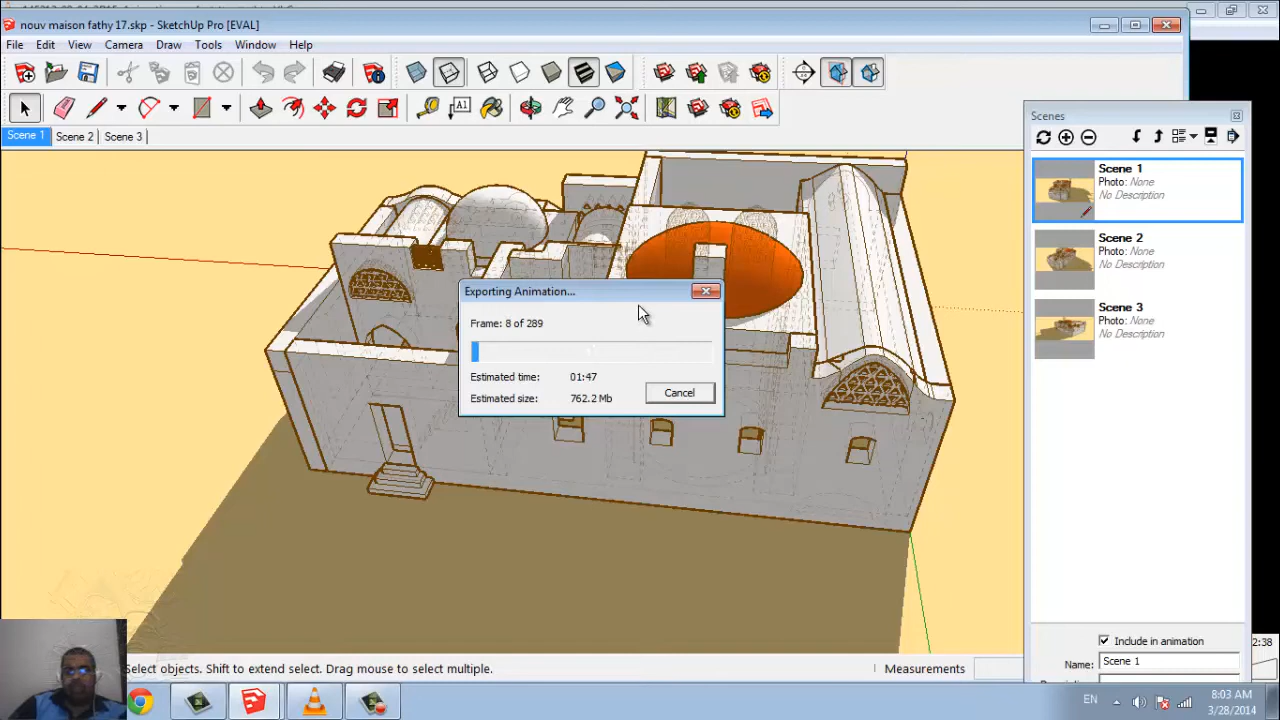 nouv maison fathy 17.skp - SketchUp Pro [EVAL]
File Edit View Camera Draw Tools Window Help
A1
Scene 1 Scene 2 Scene 3
Scenes
Scene 1
Photo: None
No Description
Scene 2
Photo: None
No Description
Scene 3
Photo: None
No Description
Exporting Animation...
Frame: 8 of 289
Estimated time: 01:47
Estimated size: 762.2 Mb
Cancel
Include in animation
Name: Scene 1
2:38
Select objects. Shift to extend select. Drag mouse to select multiple.
Measurements
EN
8:03 AM
3/28/2014